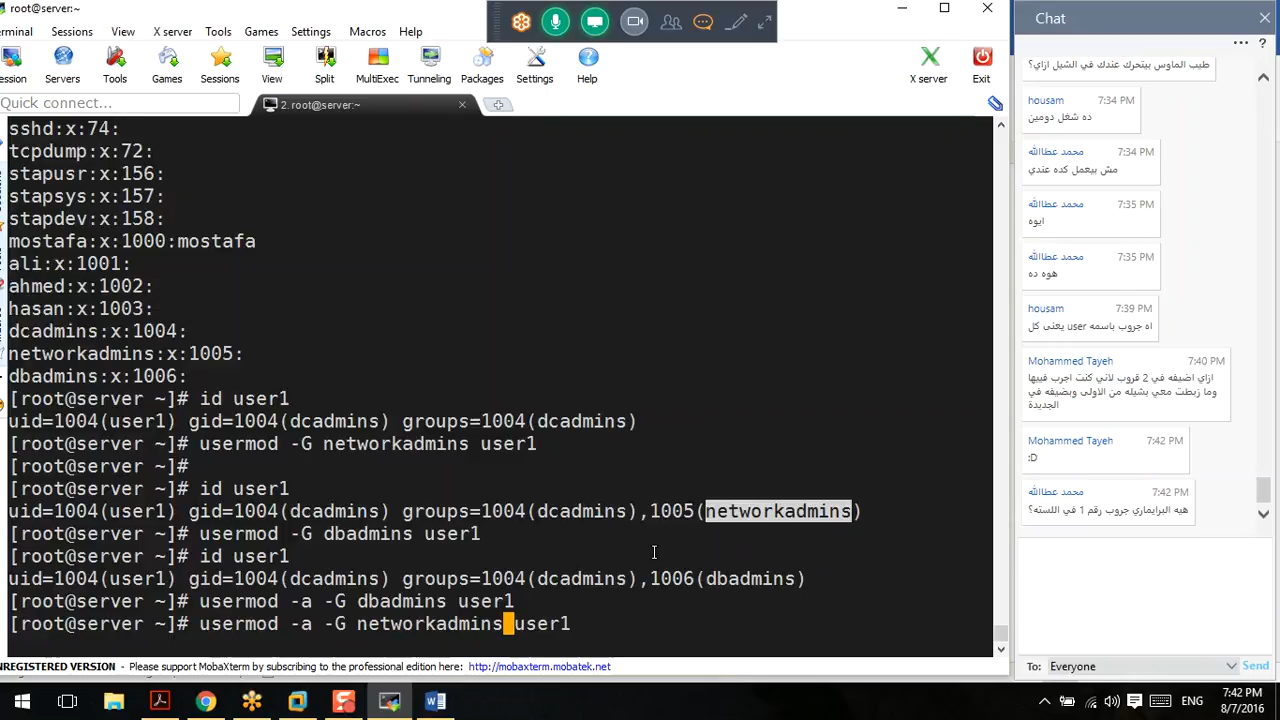 root@server:~
erminal Sessions View X server Tools Games Settings Macros Help
ession Servers Tools Games Sessions View Split MultiExec Tunneling Packages Settings Help X server Exit
Quick connect...
2. root@server:~
sshd:x:74:
tcpdump:x:72:
stapusr:x:156:
stapsys:x:157:
stapdev:x:158:
mostafa:x:1000:mostafa
ali:x:1001:
ahmed:x:1002:
hasan:x:1003:
dcadmins:x:1004:
networkadmins:x:1005:
dbadmins:x:1006:
[root@server ~]# id user1
uid=1004(user1) gid=1004(dcadmins) groups=1004(dcadmins)
[root@server ~]# usermod -G networkadmins user1
[root@server ~]#
[root@server ~]# id user1
uid=1004(user1) gid=1004(dcadmins) groups=1004(dcadmins),1005(networkadmins)
[root@server ~]# usermod -G dbadmins user1
[root@server ~]# id user1
uid=1004(user1) gid=1004(dcadmins) groups=1004(dcadmins),1006(dbadmins)
[root@server ~]# usermod -a -G dbadmins user1
[root@server ~]# usermod -a -G networkadmins user1
NREGISTERED VERSION - Please support MobaXterm by subscribing to the professional edition here: http://mobaxterm.mobatek.net
Chat
طيب الماوس بيتحرك عندك في الشيل ازاي؟
housam 7:34 PM
ده شغل دومين
محمد عطاالله 7:34 PM
مش بيعمل كده عندي
محمد عطاالله 7:35 PM
ايوه
محمد عطاالله 7:35 PM
هوه ده
housam 7:39 PM
اه جروب باسمه user يعنى كل
Mohammed Tayeh 7:40 PM
ازاي اضيفه في 2 قروب لاني كنت اجرب فييها
وما زبطت معي بشيله من الاولى وبضيفه في
الجديدة
Mohammed Tayeh 7:42 PM
:D
محمد عطاالله 7:42 PM
هيه البرايماري جروب رقم 1 في اللسته؟
To: Everyone Send
ENG
7:42 PM
8/7/2016